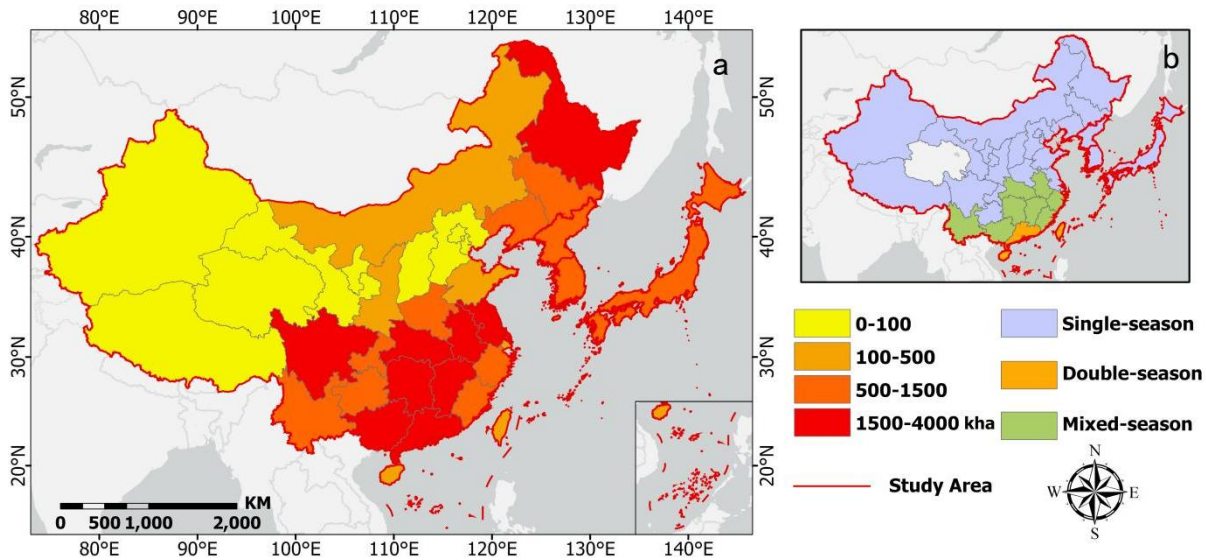 80°E 90°E 100°E 110°E 120°E 130°E 140°E
a
50°N
40°N
30°N
20°N
50°N
40°N
30°N
20°N
KM
0 500 1,000 2,000
80°E 90°E 100°E 110°E 120°E 130°E 140°E
b
0-100
100-500
500-1500
1500-4000 kha
Single-season
Double-season
Mixed-season
Study Area
N
W E
S